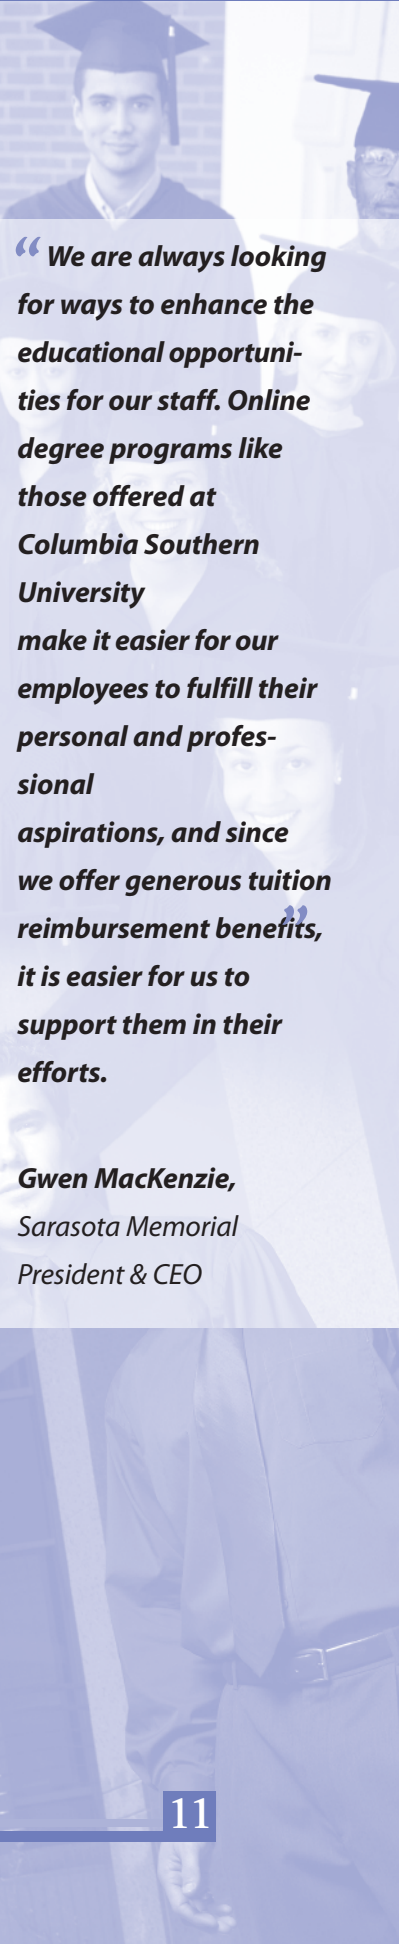 “ We are always looking
for ways to enhance the
educational opportuni-
ties for our staff. Online
degree programs like
those offered at
Columbia Southern
University
make it easier for our
employees to fulfill their
personal and profes-
sional
aspirations, and since
we offer generous tuition
reimbursement benefits,
it is easier for us to
support them in their
efforts.
”
Gwen MacKenzie,
Sarasota Memorial
President & CEO
11